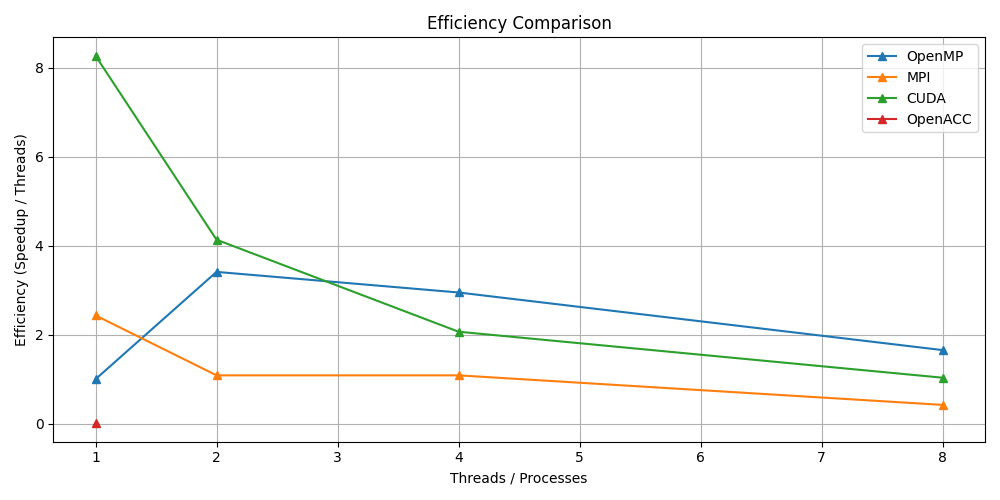 Efficiency Comparison
OpenMP
MPI
CUDA
OpenACC
Efficiency (Speedup / Threads)
8
6
4
2
0
1 2 3 4 5 6 7 8
Threads / Processes